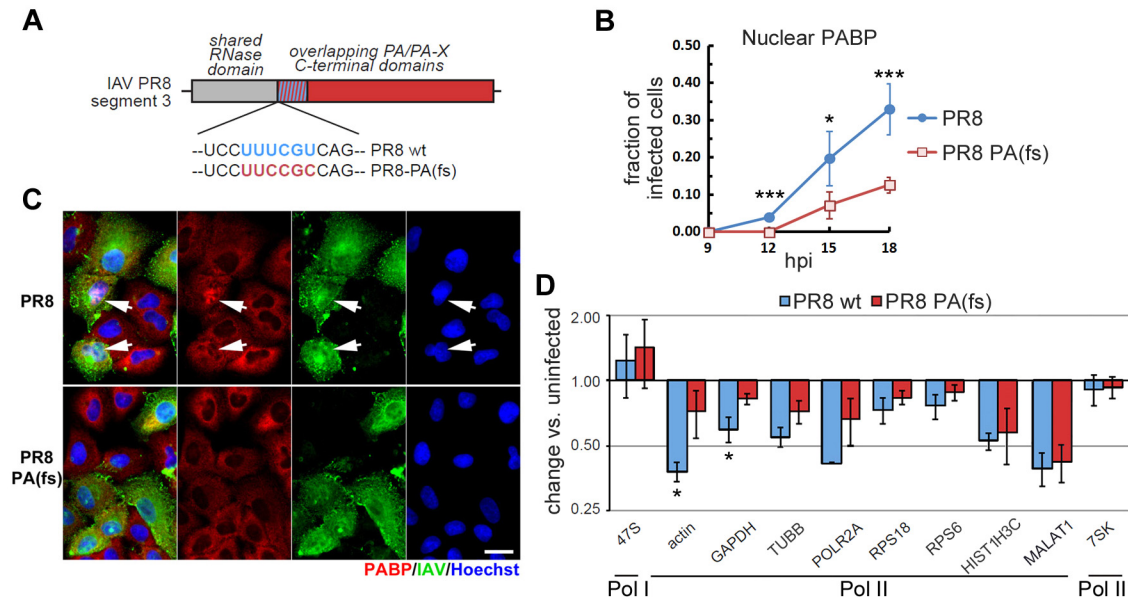 A
shared
RNase
domain
overlapping PA/PA-X
C-terminal domains
IAV PR8
segment 3
--UCCUUUCGUCAG-- PR8 wt
--UCCUUCCGCCAG-- PR8-PA(fs)
B
Nuclear PABP
fraction of
infected cells
0.50
0.40
0.30
0.20
0.10
0.00
***
*
***
9
12
15
18
hpi
PR8
PR8 PA(fs)
C
PR8
PR8
PA(fs)
PABP/IAV/Hoechst
D
PR8 wt
PR8 PA(fs)
change vs. uninfected
2.00
1.00
0.50
0.25
*
*
47S
actin
GAPDH
TUBB
POLR2A
RPS18
RPS6
HIST1H3C
MALAT1
7SK
Pol I
Pol II
Pol II